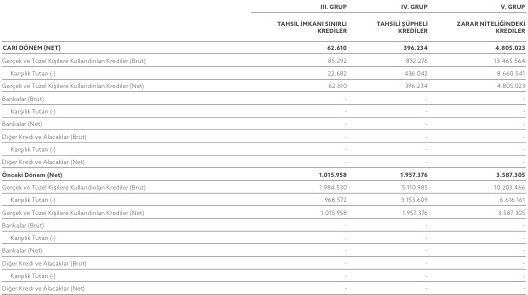 III. GRUP IV. GRUP V. GRUP
TAHSİL İMKANI SINIRLI KREDİLER TAHSİLİ ŞÜPHELİ KREDİLER ZARAR NİTELİĞİNDEKİ KREDİLER
CARİ DÖNEM (NET) 62.610 396.234 4.805.023
Gerçek ve Tüzel Kişilere Kullandırılan Krediler (Brüt) 85.292 832.276 13.465.564
Karşılık Tutarı (-) 22.682 436.042 8.660.541
Gerçek ve Tüzel Kişilere Kullandırılan Krediler (Net) 62.610 396.234 4.805.023
Bankalar (Brüt) - - -
Karşılık Tutarı (-) - - -
Bankalar (Net) - - -
Diğer Kredi ve Alacaklar (Brüt) - - -
Karşılık Tutarı (-) - - -
Diğer Kredi ve Alacaklar (Net) - - -
Önceki Dönem (Net) 1.015.958 1.957.376 3.587.305
Gerçek ve Tüzel Kişilere Kullandırılan Krediler (Brüt) 1.984.530 5.110.985 10.203.466
Karşılık Tutarı (-) 968.572 3.153.609 6.616.161
Gerçek ve Tüzel Kişilere Kullandırılan Krediler (Net) 1.015.958 1.957.376 3.587.305
Bankalar (Brüt) - - -
Karşılık Tutarı (-) - - -
Bankalar (Net) - - -
Diğer Kredi ve Alacaklar (Brüt) - - -
Karşılık Tutarı (-) - - -
Diğer Kredi ve Alacaklar (Net) - - -